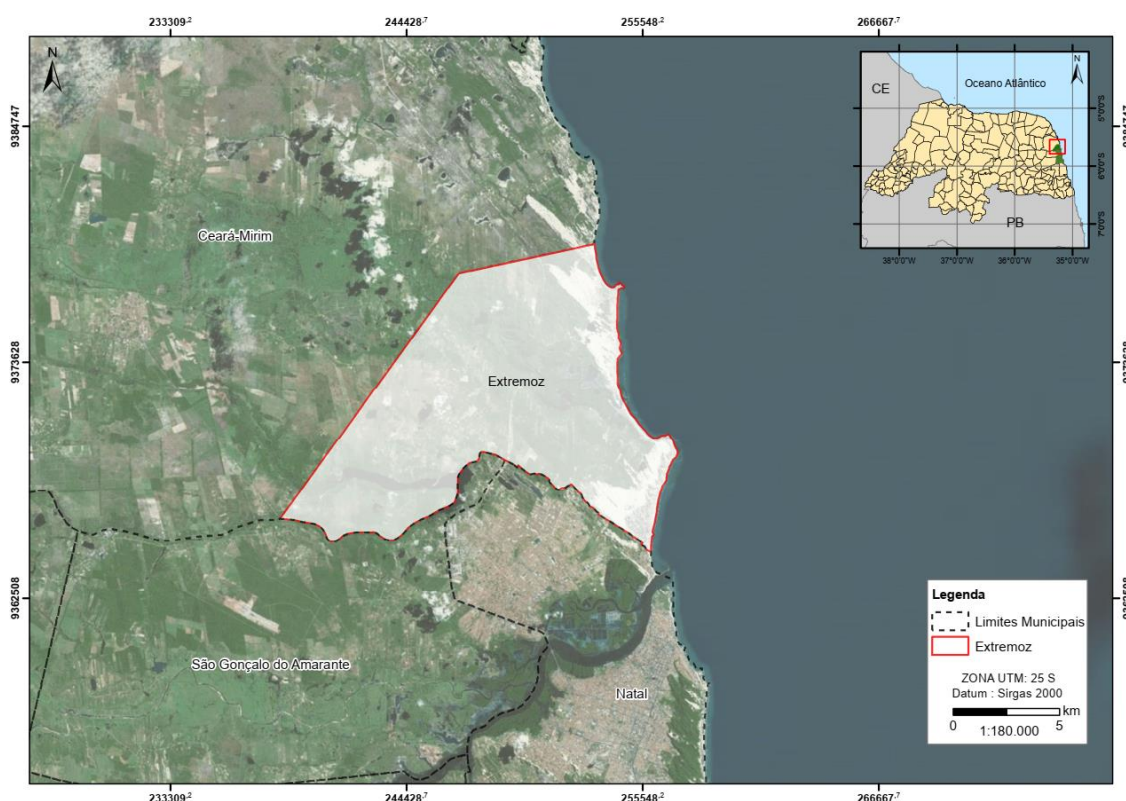 233309,2 244428,7 255548,2 266667,7
N
9384747
9373628
9362508
Ceará-Mirim
Extremoz
São Gonçalo do Amarante
Natal
CE
Oceano Atlântico
N
PB
5°0'0"S
6°0'0"S
7°0'0"S
38°0'0"W 37°0'0"W 36°0'0"W 35°0'0"W
9384747
9373628
9362508
Legenda
Limites Municipais
Extremoz
ZONA UTM: 25 S
Datum : Sirgas 2000
km
0 5
1:180.000
233309,2 244428,7 255548,2 266667,7